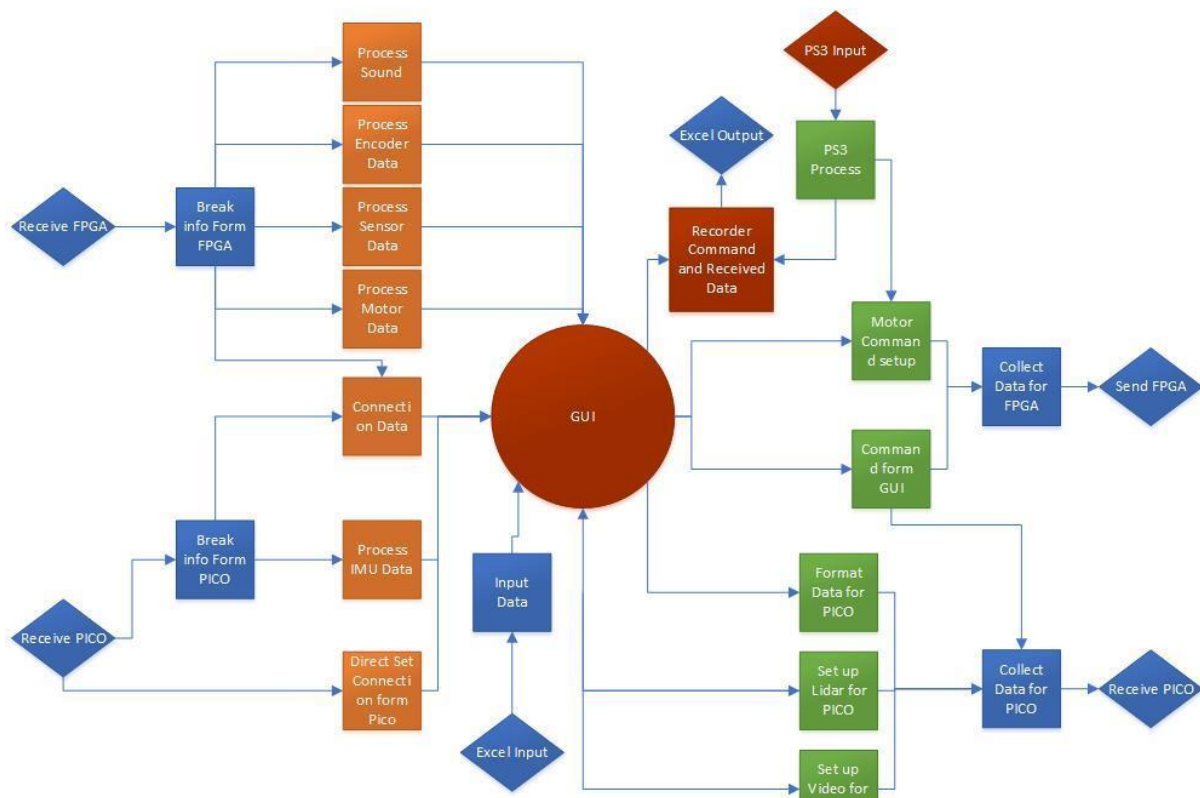 Process
Sound
PS3 Input
Excel Output
Process
Encoder
Data
PS3
Process
Receive FPGA
Break
info Form
FPGA
Process
Sensor
Data
Recorder
Command
and Received
Data
Process
Motor
Data
Motor
Comman
d setup
Collect
Data for
FPGA
Send FPGA
Connecti
on Data
GUI
Comman
d form
GUI
Break
info Form
PICO
Process
IMU Data
Input
Data
Format
Data for
PICO
Receive PICO
Direct Set
Connecti
on form
Pico
Set up
Lidar for
PICO
Collect
Data for
PICO
Receive PICO
Excel Input
Set up
Video for